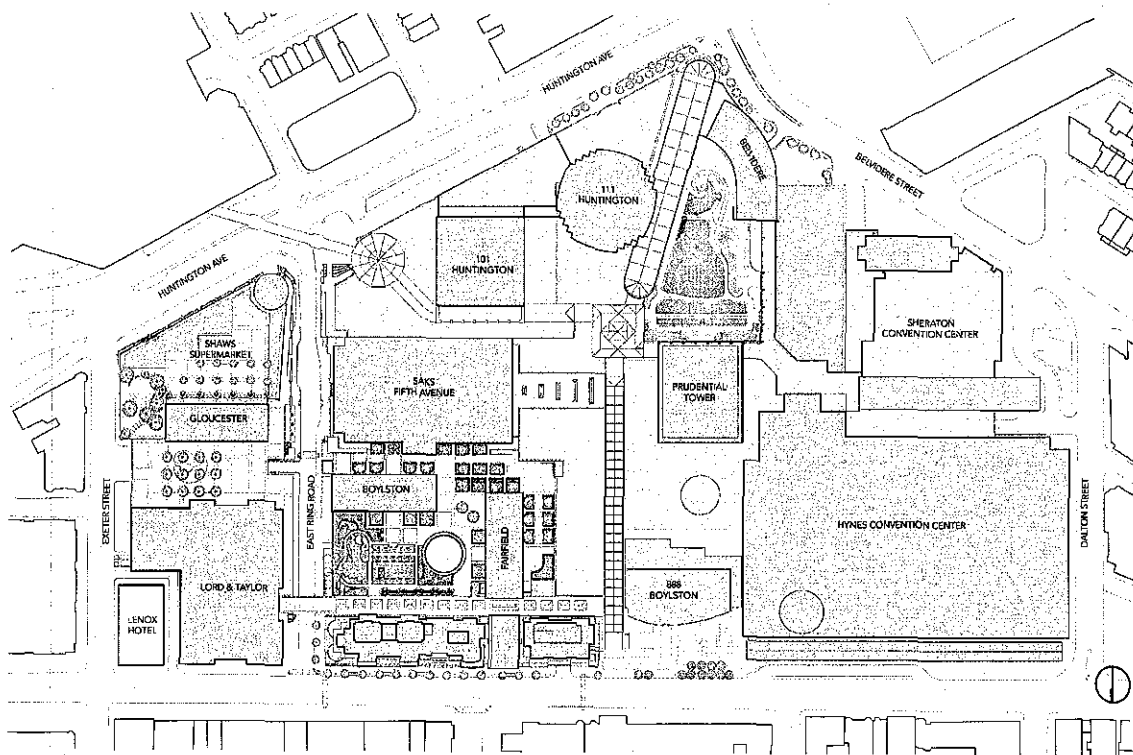 HUNTINGTON AVE
BELVIDERE
BELVIDERE STREET
111
HUNTINGTON
101
HUNTINGTON
HUNTINGTON AVE
SHERATON
CONVENTION CENTER
SHAWS
SUPERMARKET
SAKS
FIFTH AVENUE
PRUDENTIAL
TOWER
GLOUCESTER
BOYLSTON
EXETER STREET
EAST RING ROAD
FAIRFIELD
HYNES CONVENTION CENTER
DALTON STREET
LORD & TAYLOR
888
BOYLSTON
LENOX
HOTEL